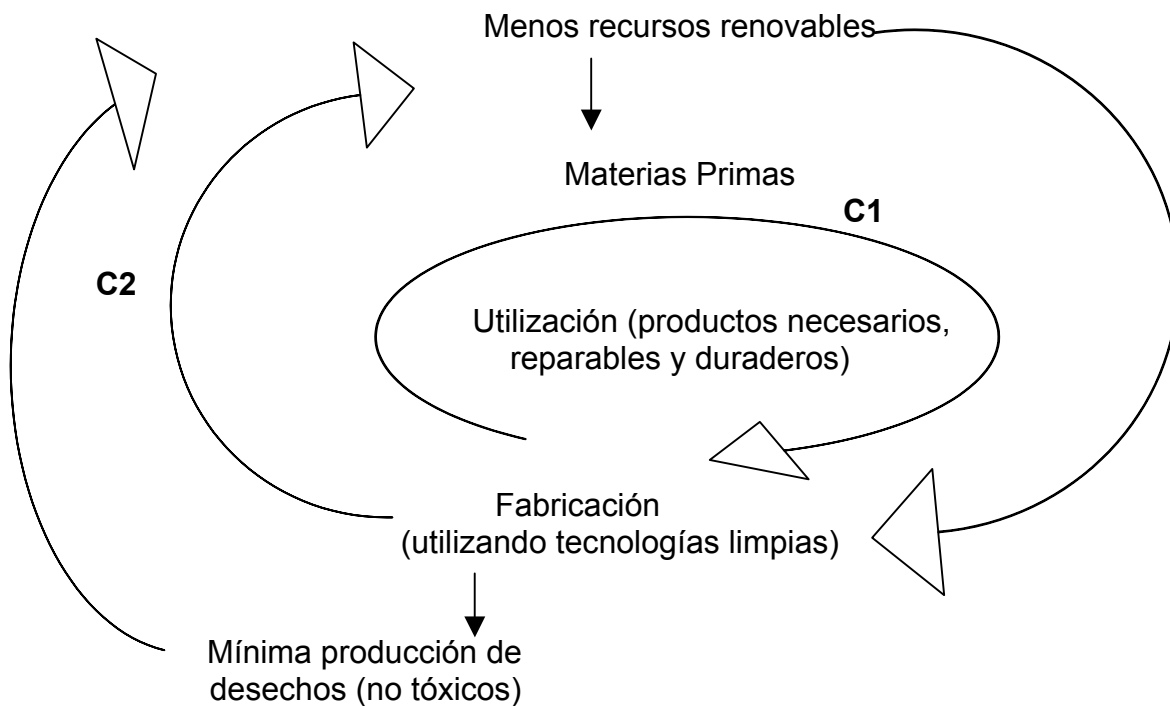 Menos recursos renovables
Materias Primas
C1
C2
Utilización (productos necesarios,
reparables y duraderos)
Fabricación
(utilizando tecnologías limpias)
Mínima producción de
desechos (no tóxicos)